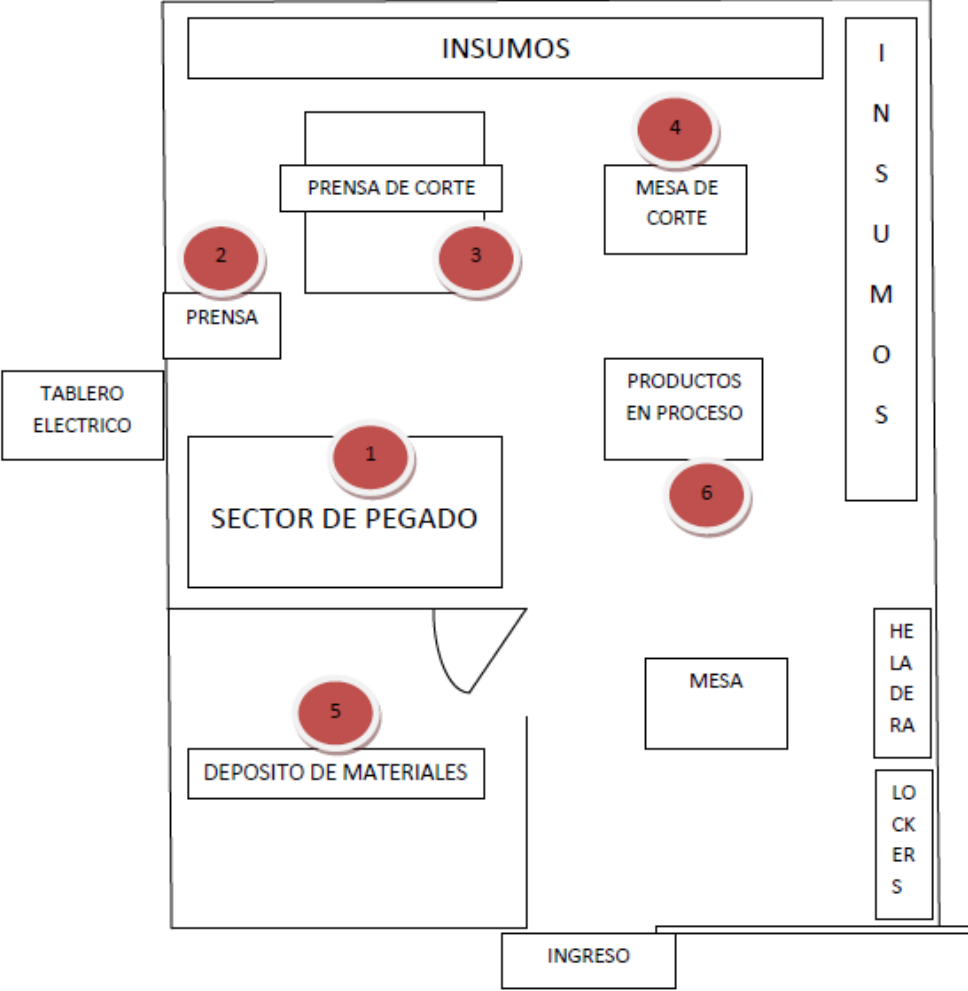 INSUMOS
I
N
S
U
M
O
S
4
PRENSA DE CORTE
MESA DE
CORTE
2
3
PRENSA
TABLERO
ELECTRICO
PRODUCTOS
EN PROCESO
1
6
SECTOR DE PEGADO
HE
LA
DE
RA
MESA
5
DEPOSITO DE MATERIALES
LO
CK
ER
S
INGRESO